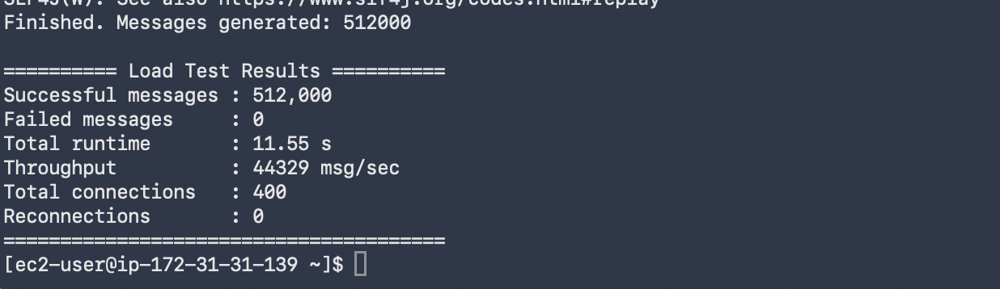 SLF4J(W): See also https://www.slf4j.org/codes.html#replay
Finished. Messages generated: 512000
========== Load Test Results ==========
Successful messages : 512,000
Failed messages : 0
Total runtime : 11.55 s
Throughput : 44329 msg/sec
Total connections : 400
Reconnections : 0
=======================================
[ec2-user@ip-172-31-31-139 ~]$